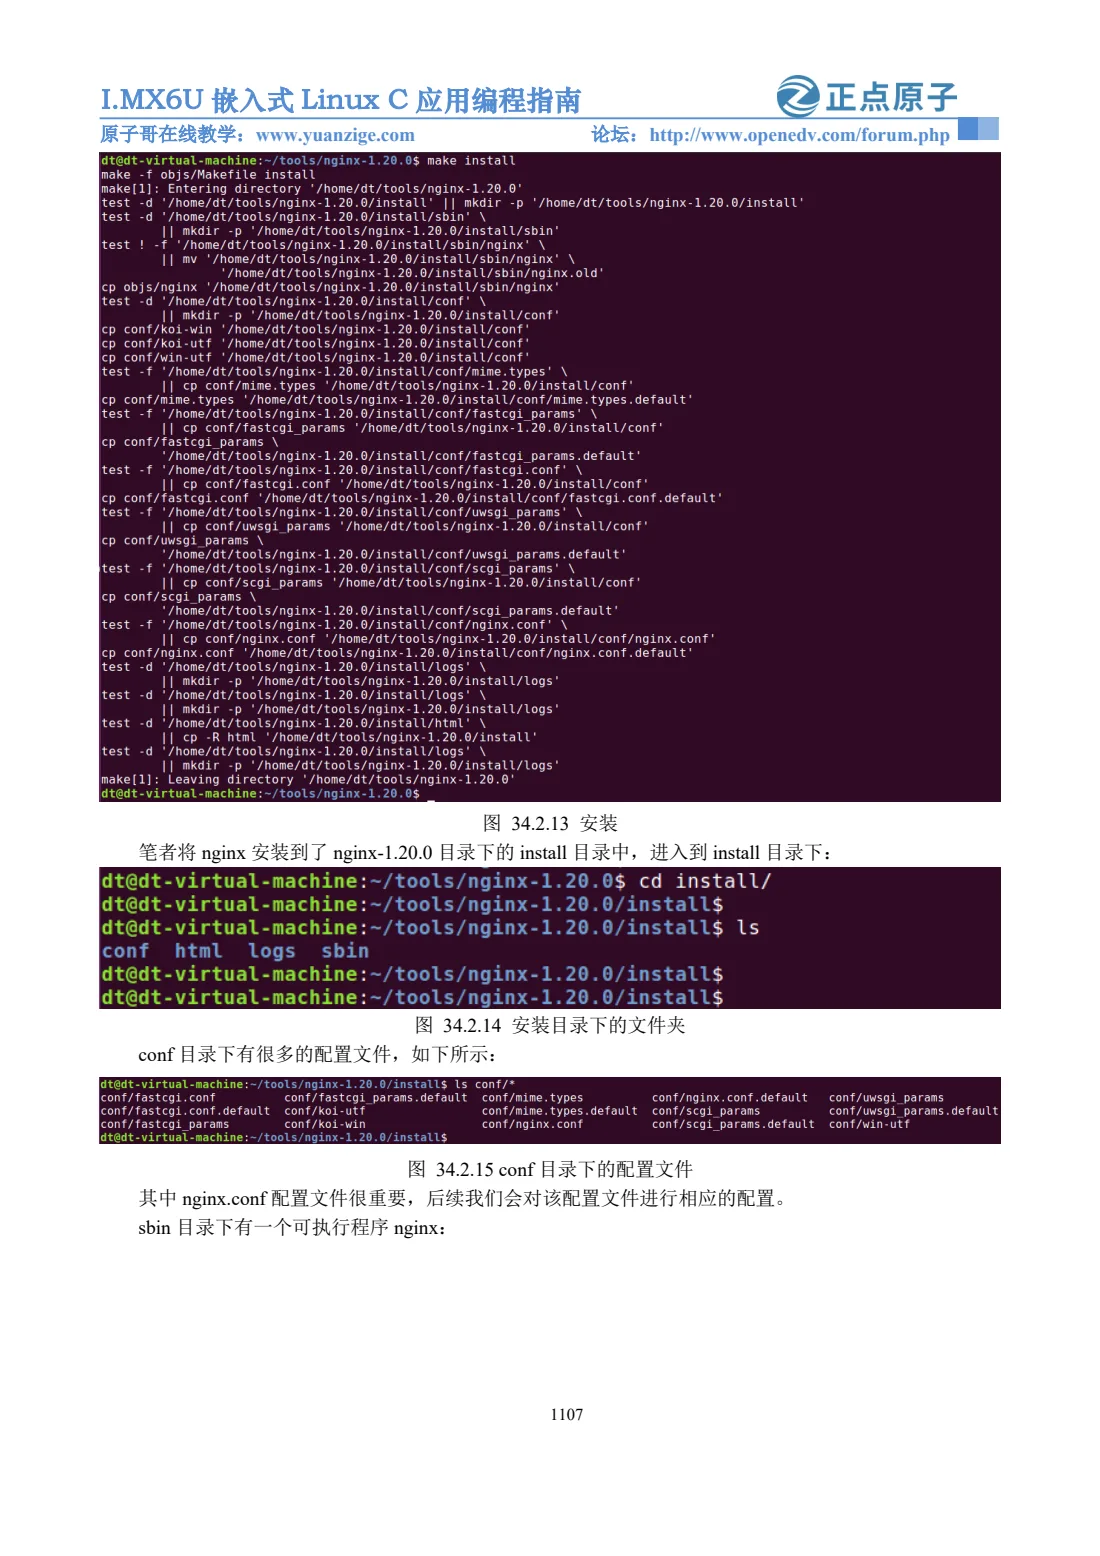 I.MX6U 嵌入式 Linux C 应用编程指南
正点原子
原子哥在线教学：www.yuanzige.com 论坛：http://www.openedv.com/forum.php
dt@dt-virtual-machine:~/tools/nginx-1.20.0$ make install
make -f objs/Makefile install
make[1]: Entering directory '/home/dt/tools/nginx-1.20.0'
test -d '/home/dt/tools/nginx-1.20.0/install' || mkdir -p '/home/dt/tools/nginx-1.20.0/install'
test -d '/home/dt/tools/nginx-1.20.0/install/sbin' \
|| mkdir -p '/home/dt/tools/nginx-1.20.0/install/sbin'
test ! -f '/home/dt/tools/nginx-1.20.0/install/sbin/nginx' \
|| mv '/home/dt/tools/nginx-1.20.0/install/sbin/nginx' \
'/home/dt/tools/nginx-1.20.0/install/sbin/nginx.old'
cp objs/nginx '/home/dt/tools/nginx-1.20.0/install/sbin/nginx'
test -d '/home/dt/tools/nginx-1.20.0/install/conf' \
|| mkdir -p '/home/dt/tools/nginx-1.20.0/install/conf'
cp conf/koi-win '/home/dt/tools/nginx-1.20.0/install/conf'
cp conf/koi-utf '/home/dt/tools/nginx-1.20.0/install/conf'
cp conf/win-utf '/home/dt/tools/nginx-1.20.0/install/conf'
test -f '/home/dt/tools/nginx-1.20.0/install/conf/mime.types' \
|| cp conf/mime.types '/home/dt/tools/nginx-1.20.0/install/conf'
cp conf/mime.types '/home/dt/tools/nginx-1.20.0/install/conf/mime.types.default'
test -f '/home/dt/tools/nginx-1.20.0/install/conf/fastcgi_params' \
|| cp conf/fastcgi_params '/home/dt/tools/nginx-1.20.0/install/conf'
cp conf/fastcgi_params \
'/home/dt/tools/nginx-1.20.0/install/conf/fastcgi_params.default'
test -f '/home/dt/tools/nginx-1.20.0/install/conf/fastcgi.conf' \
|| cp conf/fastcgi.conf '/home/dt/tools/nginx-1.20.0/install/conf'
cp conf/fastcgi.conf '/home/dt/tools/nginx-1.20.0/install/conf/fastcgi.conf.default'
test -f '/home/dt/tools/nginx-1.20.0/install/conf/uwsgi_params' \
|| cp conf/uwsgi_params '/home/dt/tools/nginx-1.20.0/install/conf'
cp conf/uwsgi_params \
'/home/dt/tools/nginx-1.20.0/install/conf/uwsgi_params.default'
test -f '/home/dt/tools/nginx-1.20.0/install/conf/scgi_params' \
|| cp conf/scgi_params '/home/dt/tools/nginx-1.20.0/install/conf'
cp conf/scgi_params \
'/home/dt/tools/nginx-1.20.0/install/conf/scgi_params.default'
test -f '/home/dt/tools/nginx-1.20.0/install/conf/nginx.conf' \
|| cp conf/nginx.conf '/home/dt/tools/nginx-1.20.0/install/conf/nginx.conf'
cp conf/nginx.conf '/home/dt/tools/nginx-1.20.0/install/conf/nginx.conf.default'
test -d '/home/dt/tools/nginx-1.20.0/install/logs' \
|| mkdir -p '/home/dt/tools/nginx-1.20.0/install/logs'
test -d '/home/dt/tools/nginx-1.20.0/install/logs' \
|| mkdir -p '/home/dt/tools/nginx-1.20.0/install/logs'
test -d '/home/dt/tools/nginx-1.20.0/install/html' \
|| cp -R html '/home/dt/tools/nginx-1.20.0/install'
test -d '/home/dt/tools/nginx-1.20.0/install/logs' \
|| mkdir -p '/home/dt/tools/nginx-1.20.0/install/logs'
make[1]: Leaving directory '/home/dt/tools/nginx-1.20.0'
dt@dt-virtual-machine:~/tools/nginx-1.20.0$
图 34.2.13 安装
笔者将 nginx 安装到了 nginx-1.20.0 目录下的 install 目录中，进入到 install 目录下：
dt@dt-virtual-machine:~/tools/nginx-1.20.0$ cd install/
dt@dt-virtual-machine:~/tools/nginx-1.20.0/install$
dt@dt-virtual-machine:~/tools/nginx-1.20.0/install$ ls
conf html logs sbin
dt@dt-virtual-machine:~/tools/nginx-1.20.0/install$
dt@dt-virtual-machine:~/tools/nginx-1.20.0/install$
图 34.2.14 安装目录下的文件夹
conf 目录下有很多的配置文件，如下所示：
dt@dt-virtual-machine:~/tools/nginx-1.20.0/install$ ls conf/*
conf/fastcgi.conf conf/fastcgi_params.default conf/mime.types conf/nginx.conf.default conf/uwsgi_params
conf/fastcgi.conf.default conf/koi-utf conf/mime.types.default conf/scgi_params conf/uwsgi_params.default
conf/fastcgi_params conf/koi-win conf/nginx.conf conf/scgi_params.default conf/win-utf
dt@dt-virtual-machine:~/tools/nginx-1.20.0/install$
图 34.2.15 conf 目录下的配置文件
其中 nginx.conf 配置文件很重要，后续我们会对该配置文件进行相应的配置。
sbin 目录下有一个可执行程序 nginx：
1107